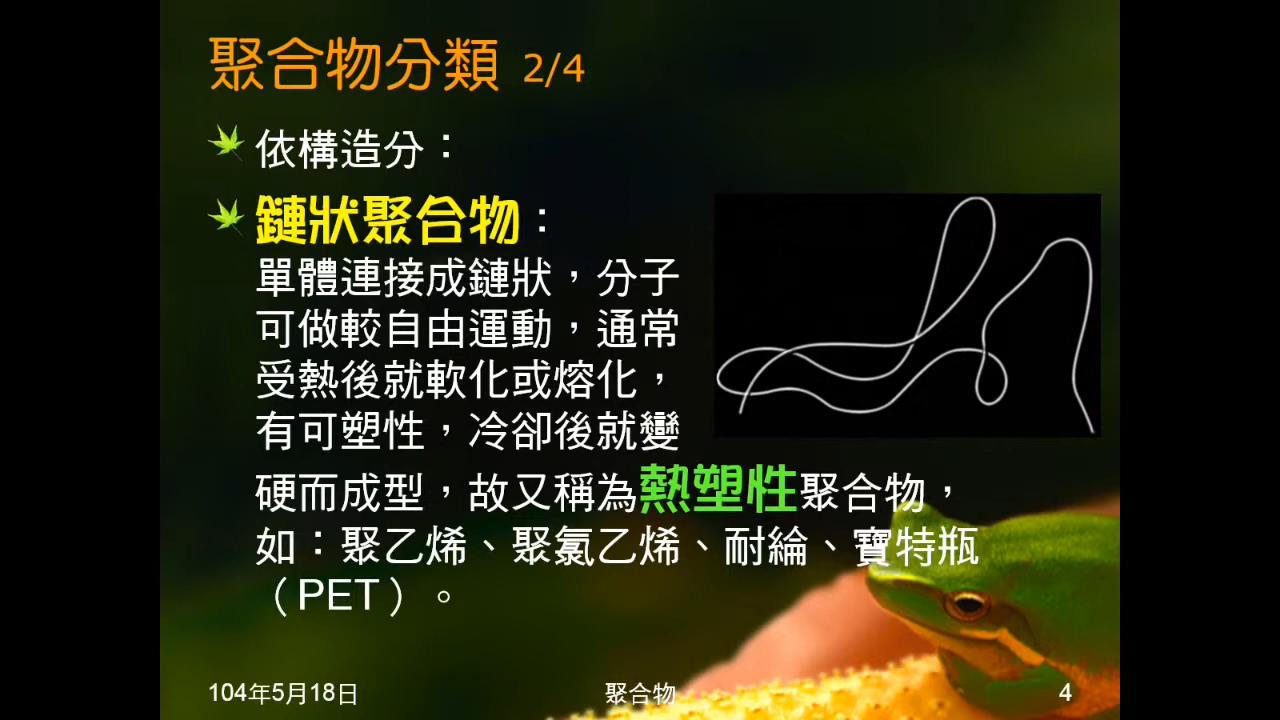 聚合物分類 2/4
依構造分：
鏈狀聚合物：
單體連接成鏈狀，分子
可做較自由運動，通常
受熱後就軟化或熔化，
有可塑性，冷卻後就變
硬而成型，故又稱為熱塑性聚合物，
如：聚乙烯、聚氯乙烯、耐綸、寶特瓶
（PET）。
104年5月18日
聚合物
4